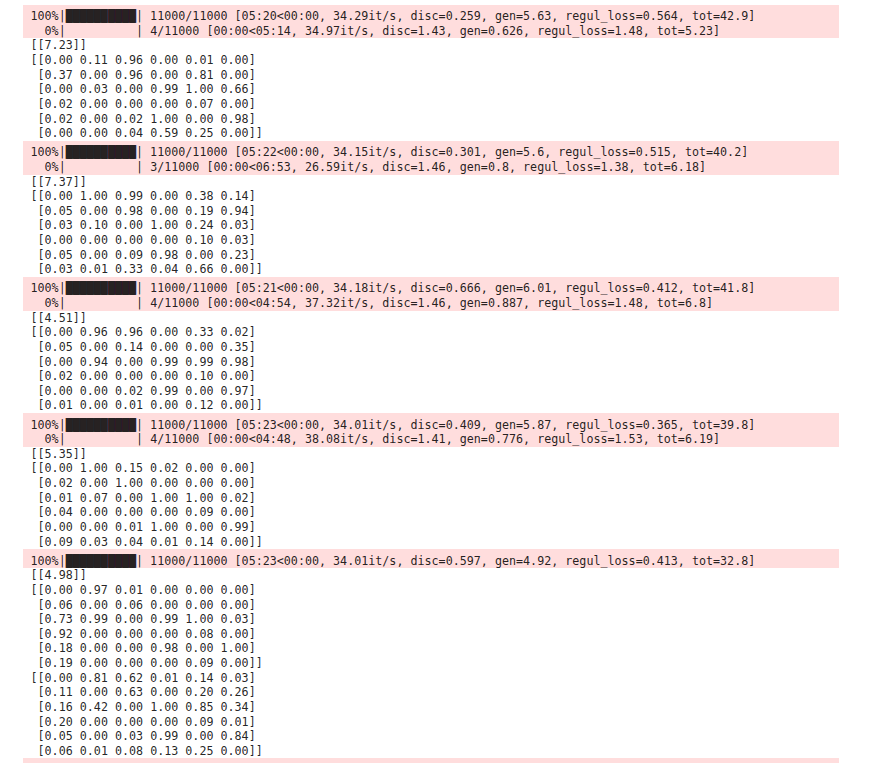 100%|██████████| 11000/11000 [05:20<00:00, 34.29it/s, disc=0.259, gen=5.63, regul_loss=0.564, tot=42.9]
0%| | 4/11000 [00:00<05:14, 34.97it/s, disc=1.43, gen=0.626, regul_loss=1.48, tot=5.23]
[[7.23]]
[[0.00 0.11 0.96 0.00 0.01 0.00]
[0.37 0.00 0.96 0.00 0.81 0.00]
[0.00 0.03 0.00 0.99 1.00 0.66]
[0.02 0.00 0.00 0.00 0.07 0.00]
[0.02 0.00 0.02 1.00 0.00 0.98]
[0.00 0.00 0.04 0.59 0.25 0.00]]
100%|██████████| 11000/11000 [05:22<00:00, 34.15it/s, disc=0.301, gen=5.6, regul_loss=0.515, tot=40.2]
0%| | 3/11000 [00:00<06:53, 26.59it/s, disc=1.46, gen=0.8, regul_loss=1.38, tot=6.18]
[[7.37]]
[[0.00 1.00 0.99 0.00 0.38 0.14]
[0.05 0.00 0.98 0.00 0.19 0.94]
[0.03 0.10 0.00 1.00 0.24 0.03]
[0.00 0.00 0.00 0.00 0.10 0.03]
[0.05 0.00 0.09 0.98 0.00 0.23]
[0.03 0.01 0.33 0.04 0.66 0.00]]
100%|██████████| 11000/11000 [05:21<00:00, 34.18it/s, disc=0.666, gen=6.01, regul_loss=0.412, tot=41.8]
0%| | 4/11000 [00:00<04:54, 37.32it/s, disc=1.46, gen=0.887, regul_loss=1.48, tot=6.8]
[[4.51]]
[[0.00 0.96 0.96 0.00 0.33 0.02]
[0.05 0.00 0.14 0.00 0.00 0.35]
[0.00 0.94 0.00 0.99 0.99 0.98]
[0.02 0.00 0.00 0.00 0.10 0.00]
[0.00 0.00 0.02 0.99 0.00 0.97]
[0.01 0.00 0.01 0.00 0.12 0.00]]
100%|██████████| 11000/11000 [05:23<00:00, 34.01it/s, disc=0.409, gen=5.87, regul_loss=0.365, tot=39.8]
0%| | 4/11000 [00:00<04:48, 38.08it/s, disc=1.41, gen=0.776, regul_loss=1.53, tot=6.19]
[[5.35]]
[[0.00 1.00 0.15 0.02 0.00 0.00]
[0.02 0.00 1.00 0.00 0.00 0.00]
[0.01 0.07 0.00 1.00 1.00 0.02]
[0.04 0.00 0.00 0.00 0.09 0.00]
[0.00 0.00 0.01 1.00 0.00 0.99]
[0.09 0.03 0.04 0.01 0.14 0.00]]
100%|██████████| 11000/11000 [05:23<00:00, 34.01it/s, disc=0.597, gen=4.92, regul_loss=0.413, tot=32.8]
[[4.98]]
[[0.00 0.97 0.01 0.00 0.00 0.00]
[0.06 0.00 0.06 0.00 0.00 0.00]
[0.73 0.99 0.00 0.99 1.00 0.03]
[0.92 0.00 0.00 0.00 0.08 0.00]
[0.18 0.00 0.00 0.98 0.00 1.00]
[0.19 0.00 0.00 0.00 0.09 0.00]]
[[0.00 0.81 0.62 0.01 0.14 0.03]
[0.11 0.00 0.63 0.00 0.20 0.26]
[0.16 0.42 0.00 1.00 0.85 0.34]
[0.20 0.00 0.00 0.00 0.09 0.01]
[0.05 0.00 0.03 0.99 0.00 0.84]
[0.06 0.01 0.08 0.13 0.25 0.00]]